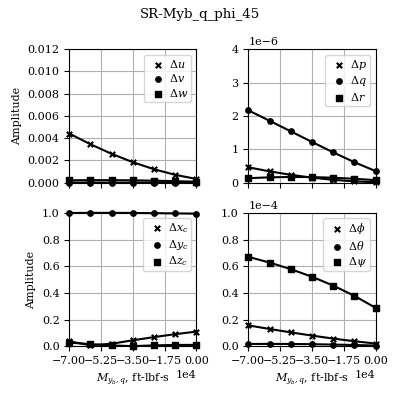 SR-Myb_q_phi_45
Amplitude
0.012
0.010
0.008
0.006
0.004
0.002
0.000
Δu
Δv
Δw
1e−6
4
3
2
1
0
Δp
Δq
Δr
Amplitude
1.0
0.8
0.6
0.4
0.2
0.0
Δx_c
Δy_c
Δz_c
−7.00 −5.25 −3.50 −1.75 0.00
1e4
M_{y_b,q}, ft-lbf-s
1e−4
1.0
0.8
0.6
0.4
0.2
0.0
Δϕ
Δθ
Δψ
−7.00 −5.25 −3.50 −1.75 0.00
1e4
M_{y_b,q}, ft-lbf-s